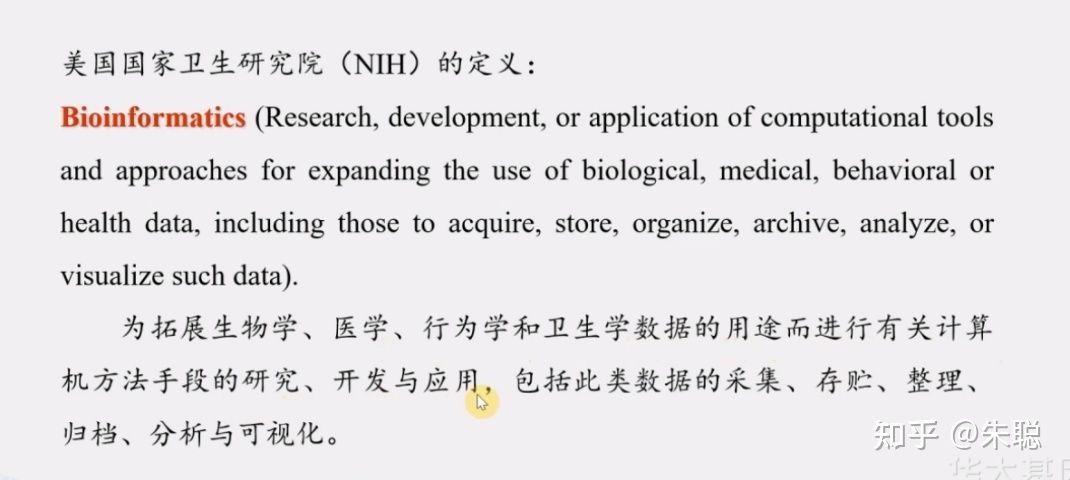 美国国家卫生研究院（NIH）的定义：
Bioinformatics (Research, development, or application of computational tools
and approaches for expanding the use of biological, medical, behavioral or
health data, including those to acquire, store, organize, archive, analyze, or
visualize such data).
为拓展生物学、医学、行为学和卫生学数据的用途而进行有关计算
机方法手段的研究、开发与应用，包括此类数据的采集、存贮、整理、
归档、分析与可视化。
知乎 @朱聪